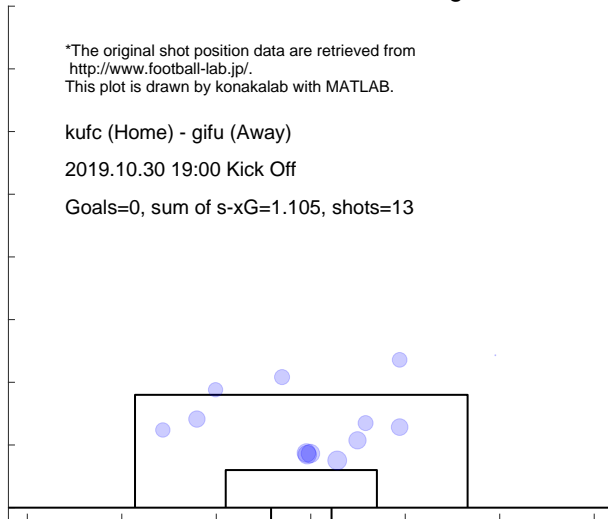 *The original shot position data are retrieved from
http://www.football-lab.jp/.
This plot is drawn by konakalab with MATLAB.
kufc (Home) - gifu (Away)
2019.10.30 19:00 Kick Off
Goals=0, sum of s-xG=1.105, shots=13